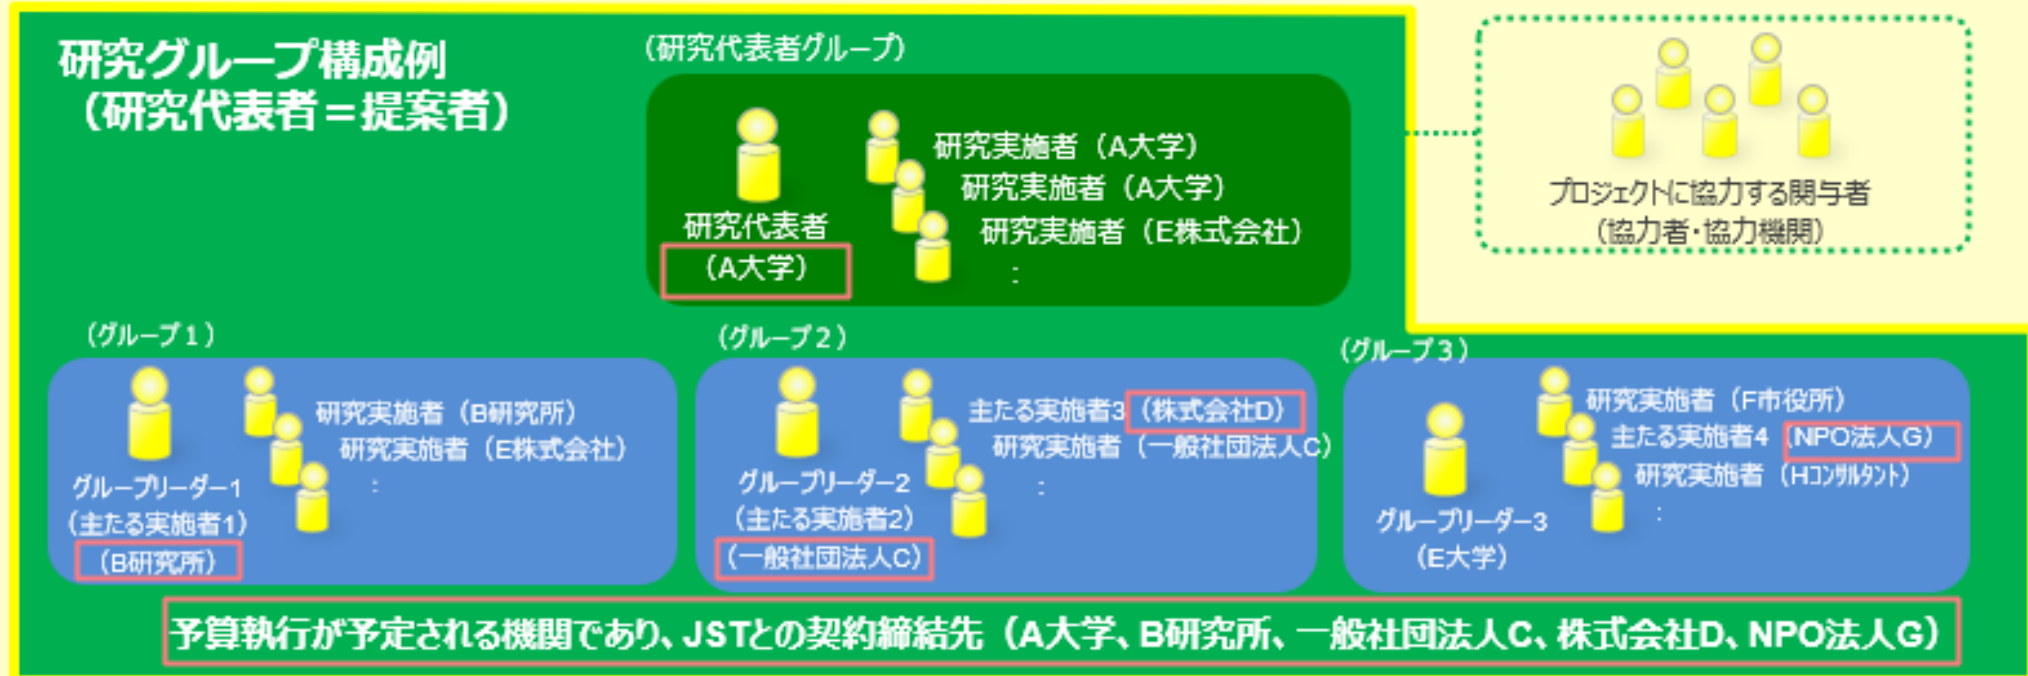 研究グループ構成例
（研究代表者＝提案者）
（研究代表者グループ）
研究代表者
（A大学）
研究実施者（A大学）
研究実施者（A大学）
研究実施者（E株式会社）
：
プロジェクトに協力する関与者
（協力者・協力機関）
（グループ１）
グループリーダー1
（主たる実施者1）
（B研究所）
研究実施者（B研究所）
研究実施者（E株式会社）
：
（グループ２）
グループリーダー2
（主たる実施者2）
（一般社団法人C）
主たる実施者3（株式会社D）
研究実施者（一般社団法人C）
：
（グループ３）
グループリーダー3
（E大学）
研究実施者（F市役所）
主たる実施者4（NPO法人G）
研究実施者（Hコンサルタント）
：
予算執行が予定される機関であり、JSTとの契約締結先（A大学、B研究所、一般社団法人C、株式会社D、NPO法人G）